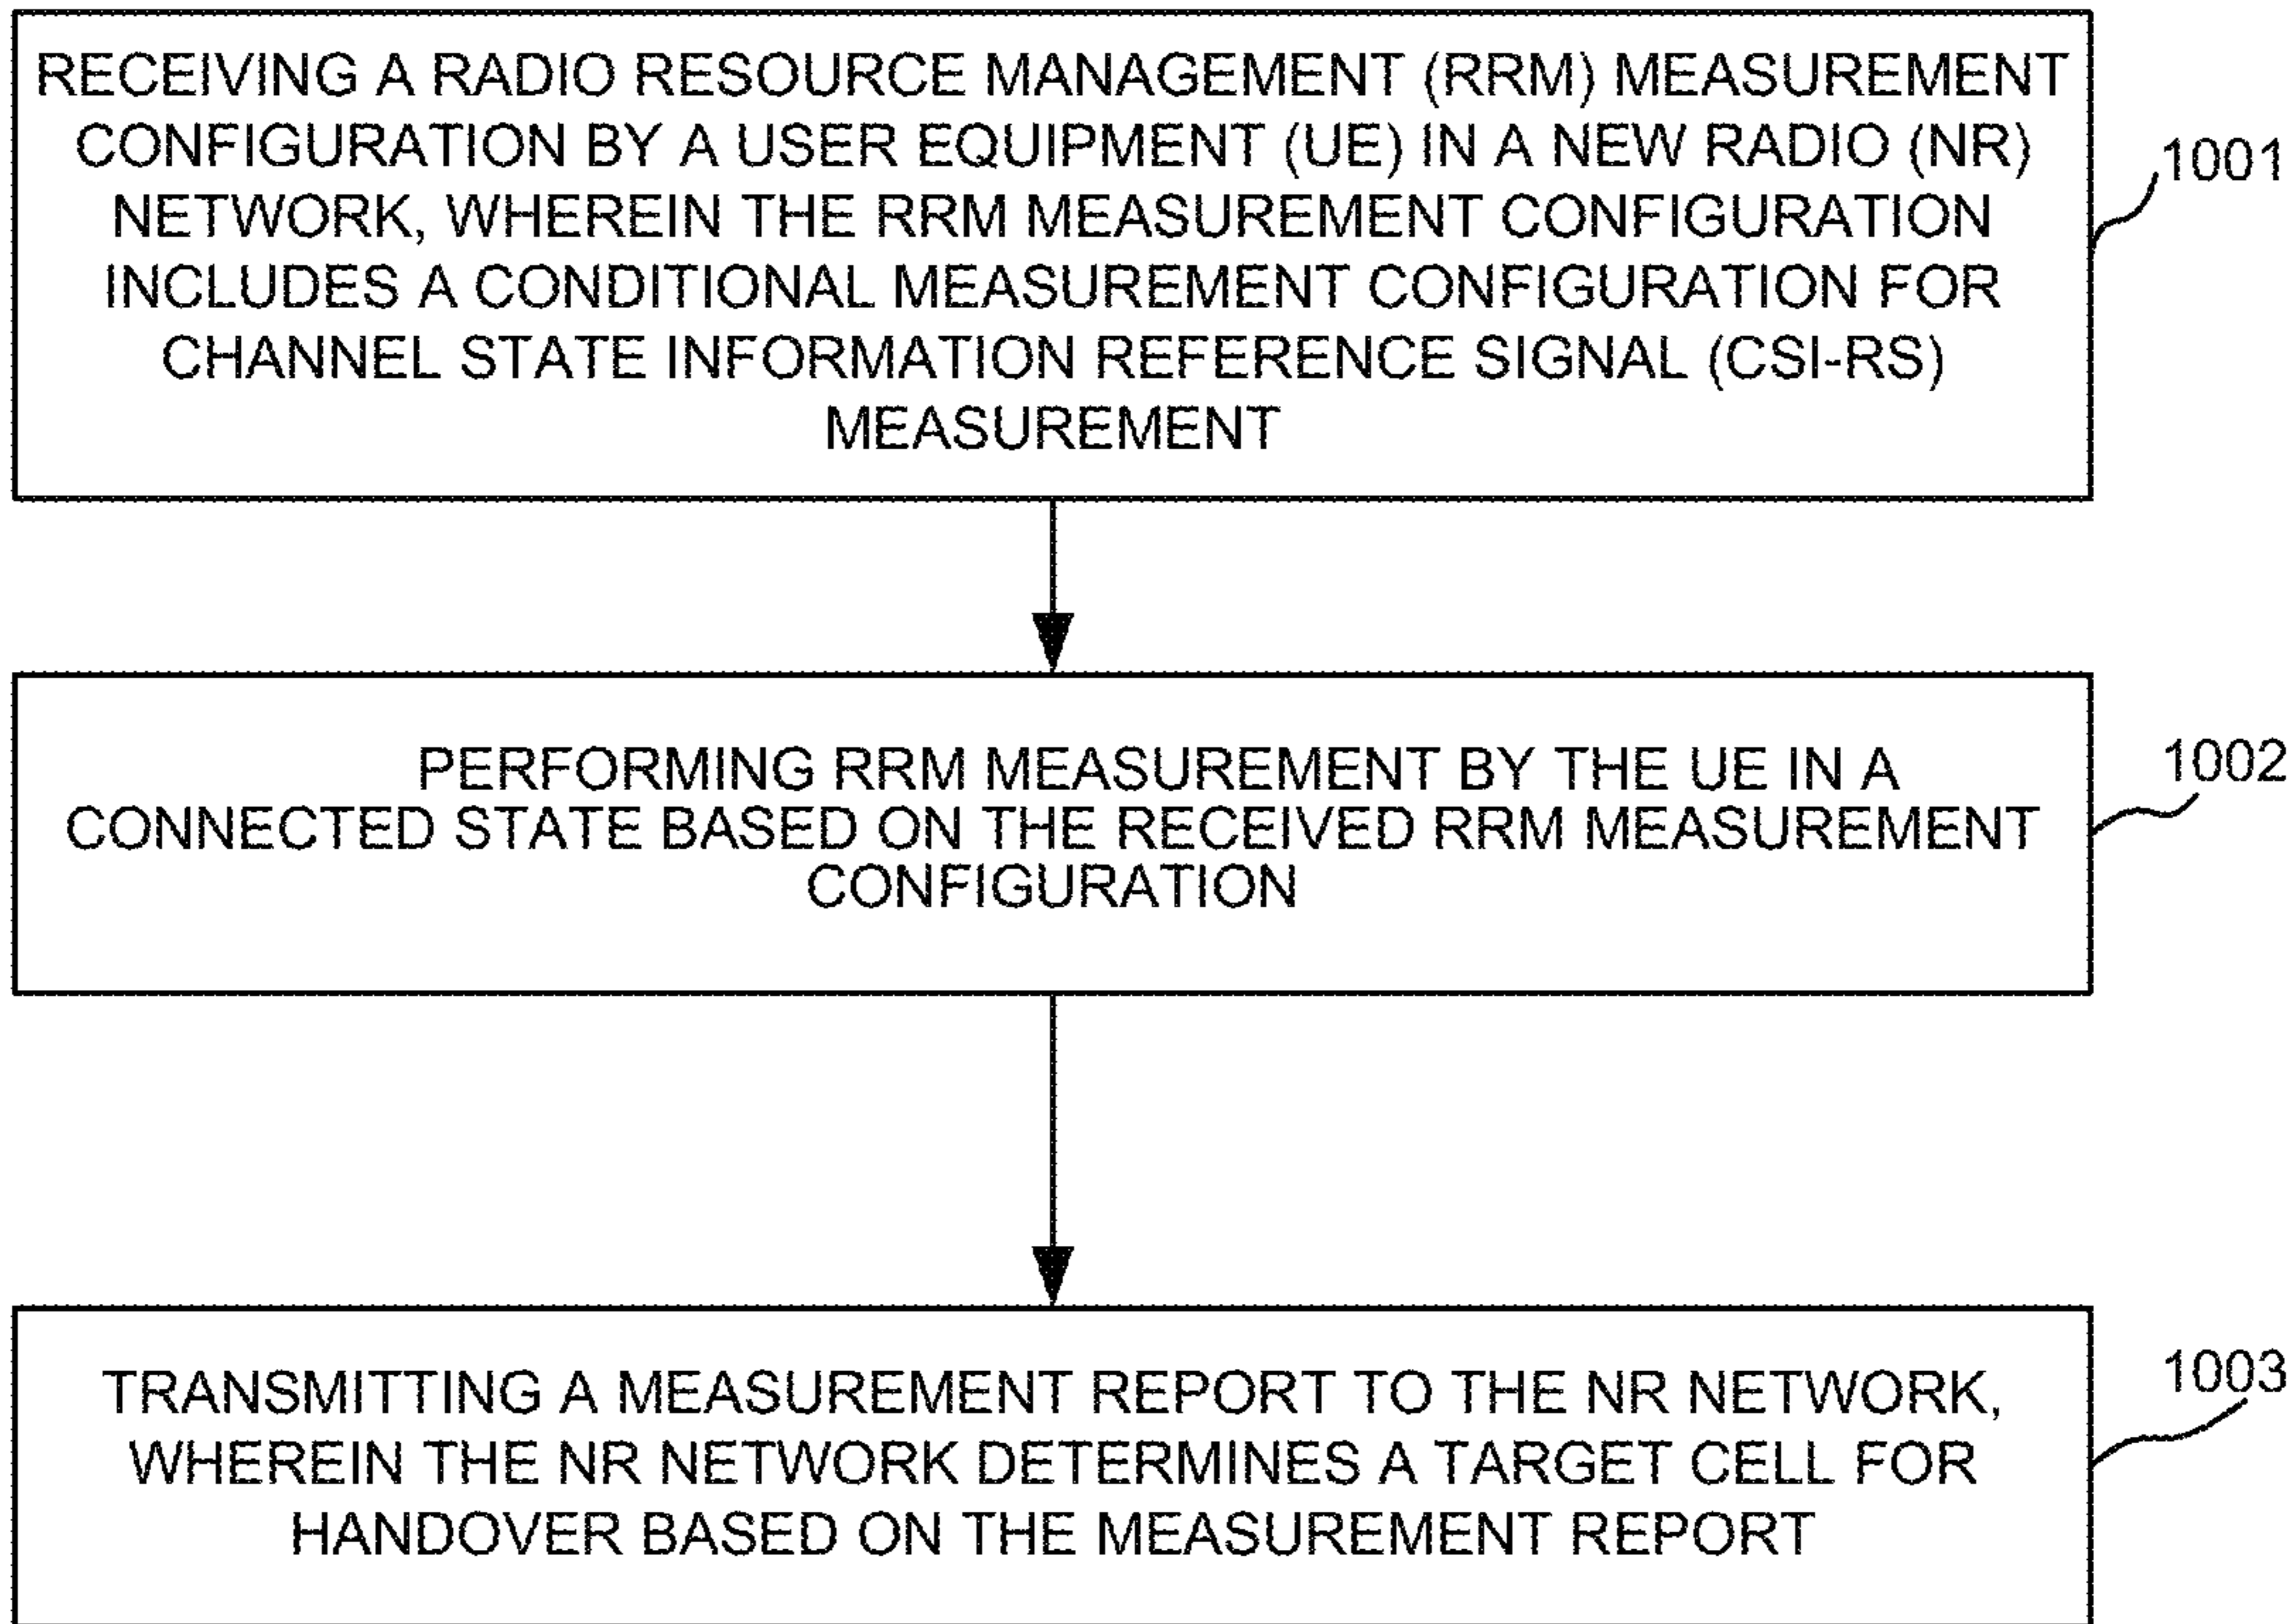 RECEIVING A RADIO RESOURCE MANAGEMENT (RRM) MEASUREMENT
CONFIGURATION BY A USER EQUIPMENT (UE) IN A NEW RADIO (NR)
NETWORK, WHEREIN THE RRM MEASUREMENT CONFIGURATION
INCLUDES A CONDITIONAL MEASUREMENT CONFIGURATION FOR
CHANNEL STATE INFORMATION REFERENCE SIGNAL (CSI-RS)
MEASUREMENT
1001
PERFORMING RRM MEASUREMENT BY THE UE IN A
CONNECTED STATE BASED ON THE RECEIVED RRM MEASUREMENT
CONFIGURATION
1002
TRANSMITTING A MEASUREMENT REPORT TO THE NR NETWORK,
WHEREIN THE NR NETWORK DETERMINES A TARGET CELL FOR
HANDOVER BASED ON THE MEASUREMENT REPORT
1003